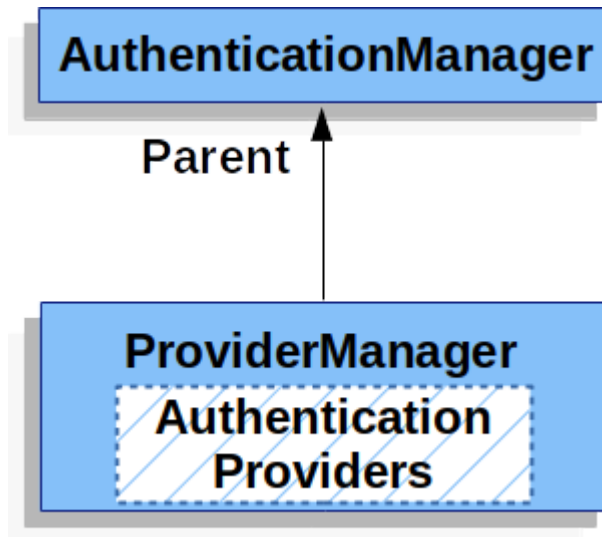 AuthenticationManager
Parent
ProviderManager
Authentication
Providers